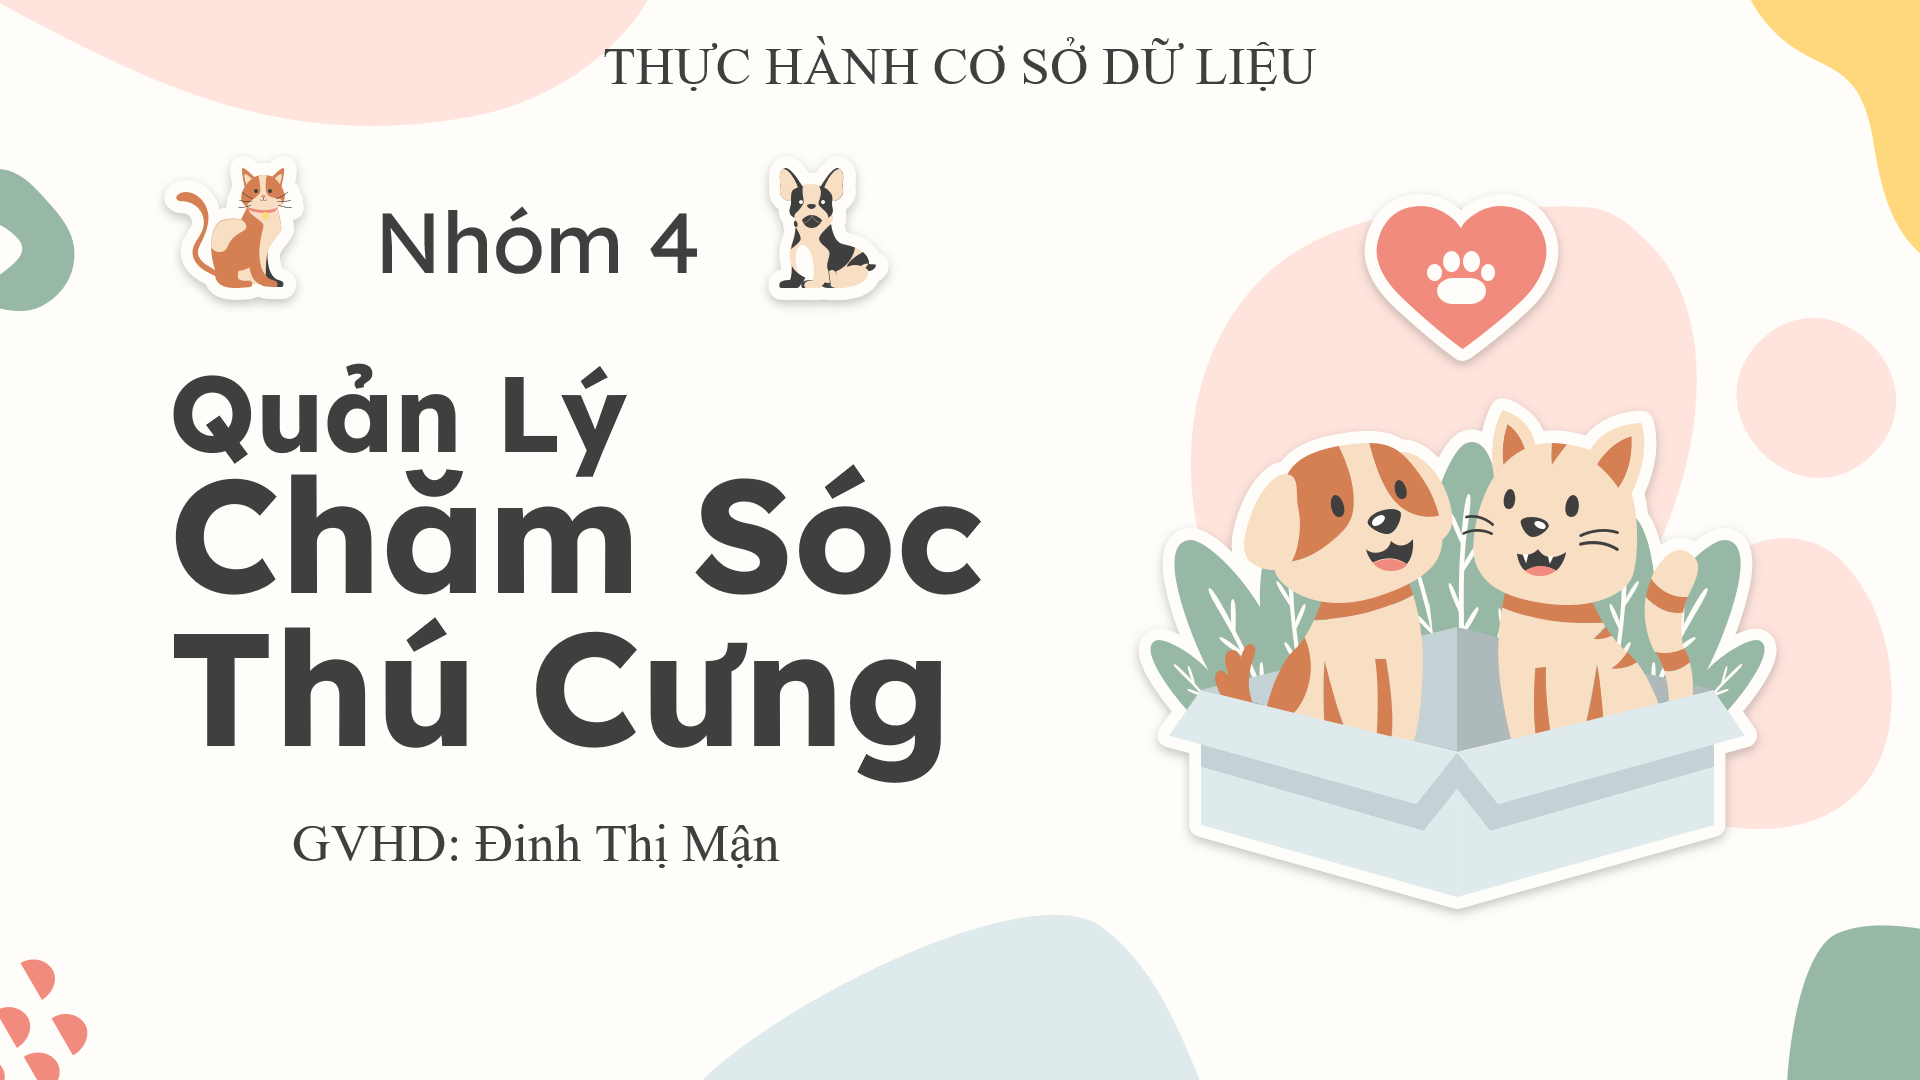 THỰC HÀNH CƠ SỞ DỮ LIỆU
Nhóm 4
Quản Lý
Chăm Sóc
Thú Cưng
GVHD: Đinh Thị Mận